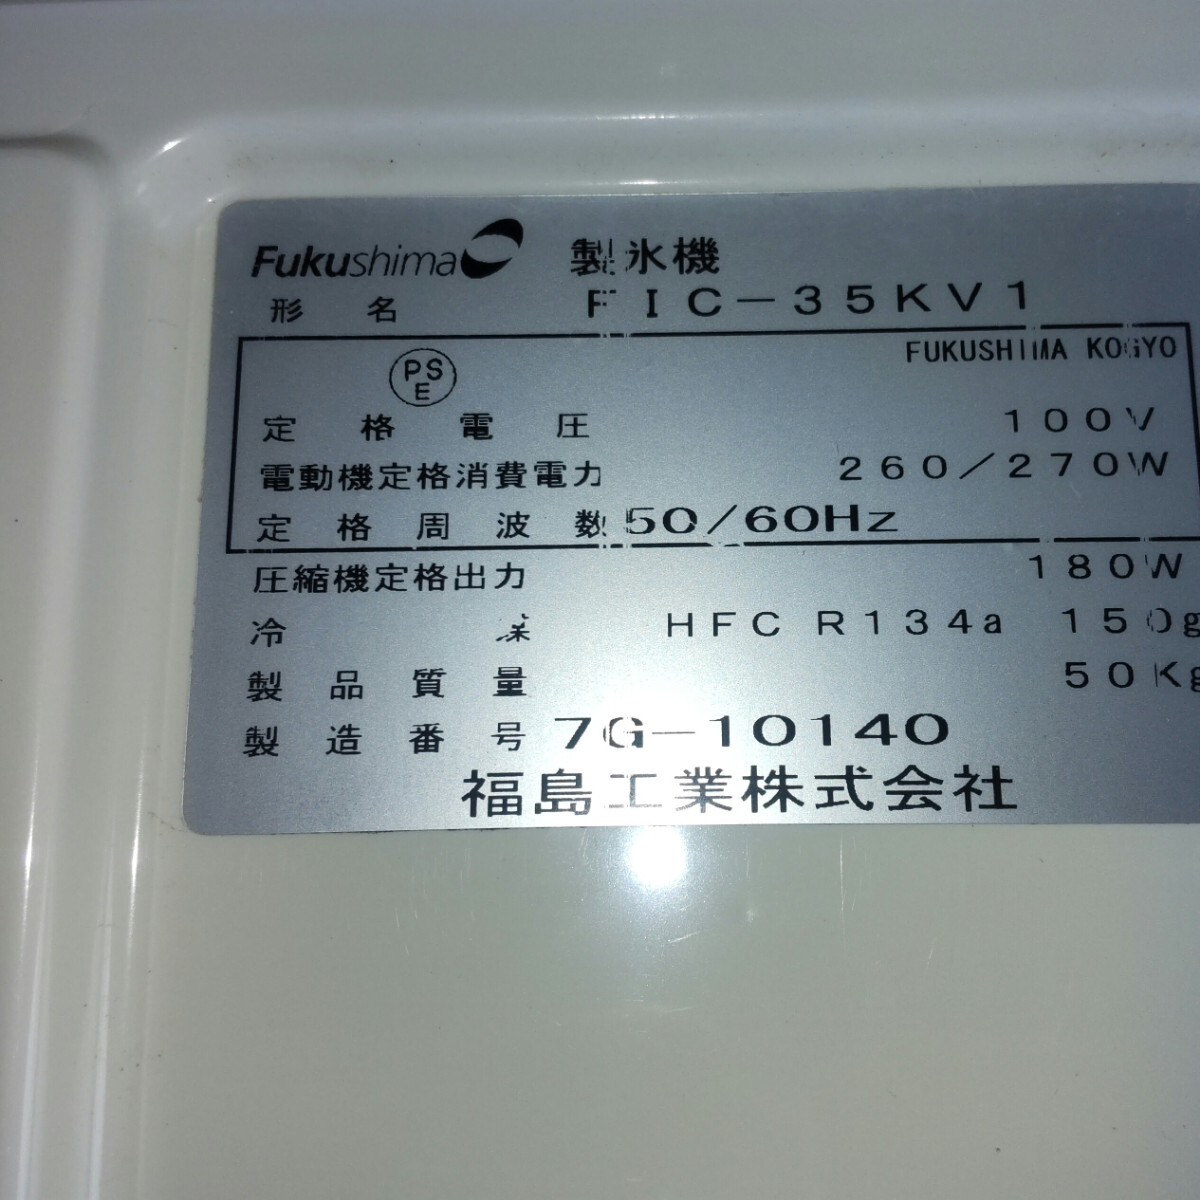 Fukushima 製氷機
形名 FIC-35KV1
FUKUSHIMA KOGYO
PSE
定格電圧 100V
電動機定格消費電力 260/270W
定格周波数 50/60Hz
圧縮機定格出力 180W
冷媒 HFC R134a 150g
製品質量 50Kg
製造番号 7G-10140
福島工業株式会社